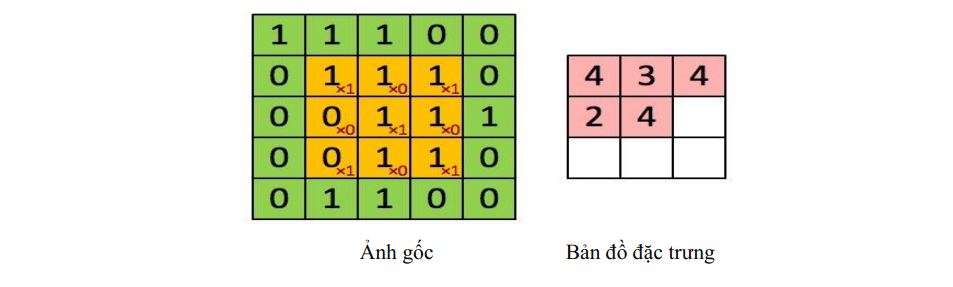 1 1 1 0 0
0 1×1 1×0 1×1 0
4 3 4
0 0×0 1×1 1×0 1
2 4
0 0×1 1×0 1×1 0
0 1 1 0 0
Ảnh gốc
Bản đồ đặc trưng